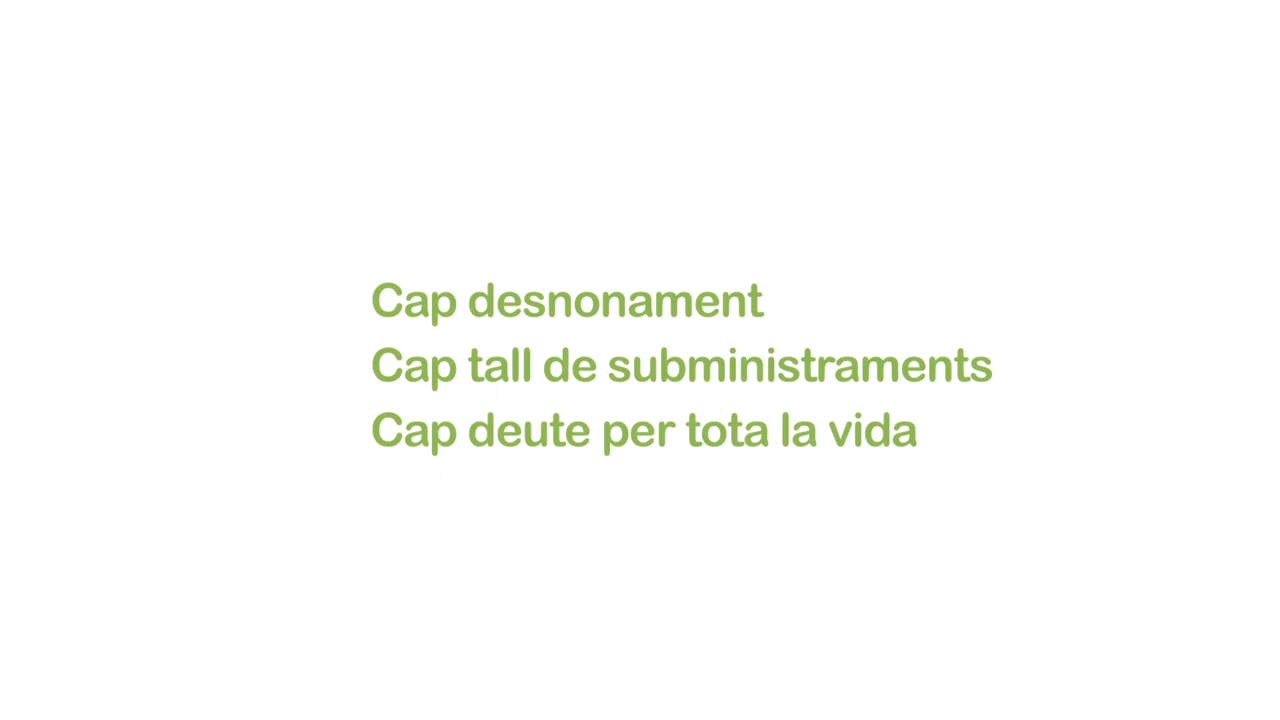 Cap desnonament
Cap tall de subministraments
Cap deute per tota la vida